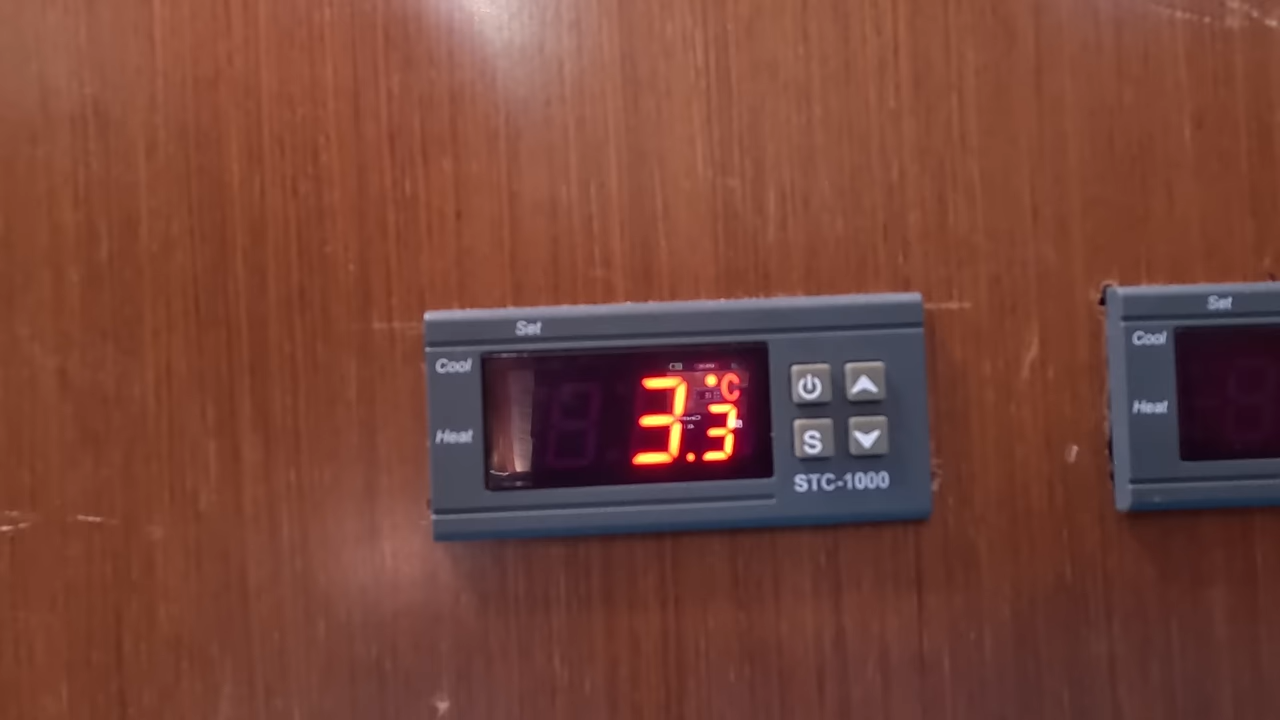 Set
Cool
Heat
3.3 °C
S
STC-1000
Set
Cool
Heat